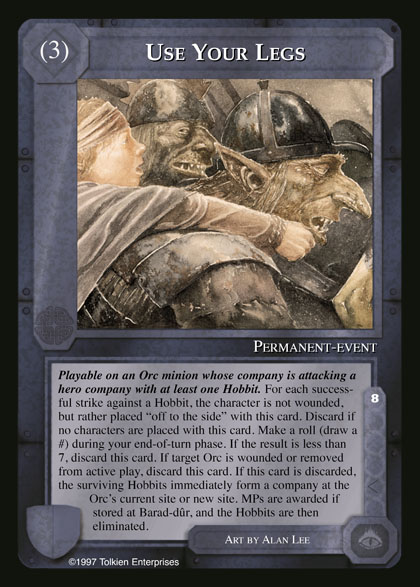 (3)
USE YOUR LEGS
PERMANENT-EVENT
Playable on an Orc minion whose company is attacking a
hero company with at least one Hobbit. For each success-
ful strike against a Hobbit, the character is not wounded,
but rather placed “off to the side” with this card. Discard if
no characters are placed with this card. Make a roll (draw a
#) during your end-of-turn phase. If the result is less than
7, discard this card. If target Orc is wounded or removed
from active play, discard this card. If this card is discarded,
the surviving Hobbits immediately form a company at the
Orc’s current site or new site. MPs are awarded if
stored at Barad-dûr, and the Hobbits are then
eliminated.
8
ART BY ALAN LEE
©1997 Tolkien Enterprises